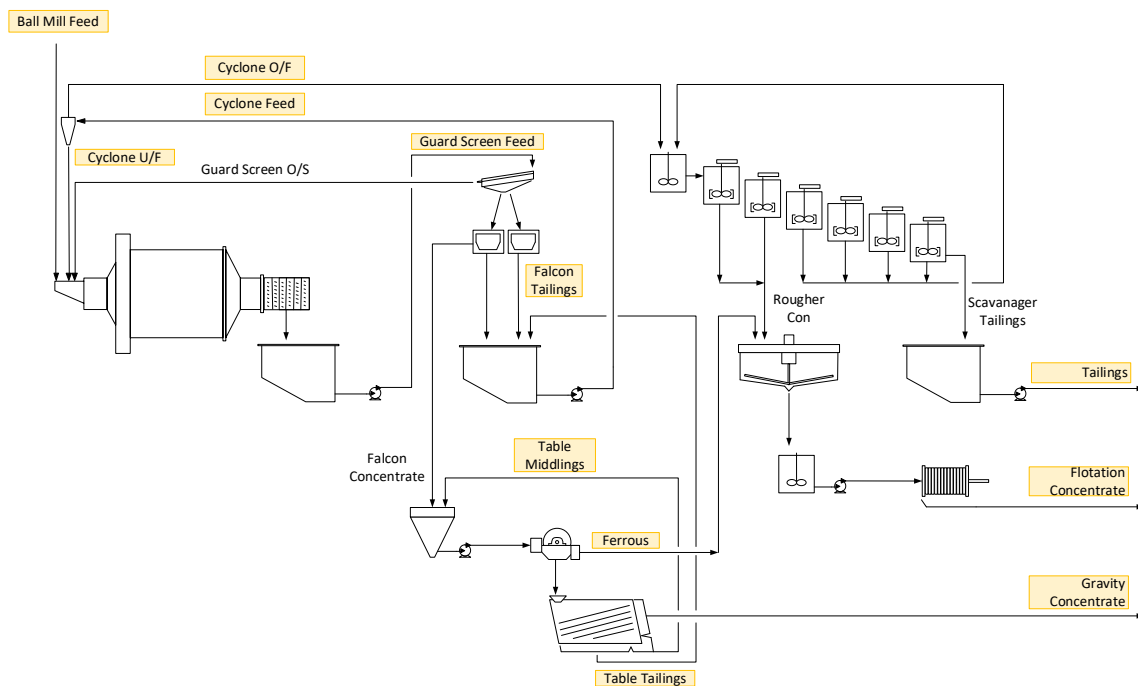 Ball Mill Feed
Cyclone O/F
Cyclone Feed
Guard Screen Feed
Cyclone U/F
Guard Screen O/S
Falcon
Tailings
Rougher
Con
Scavanager
Tailings
Tailings
Falcon
Concentrate
Table
Middlings
Flotation
Concentrate
Ferrous
Gravity
Concentrate
Table Tailings